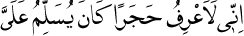 اِنِّى لَاَعْرِفُ حَجَرًا كَانَ يُسَلِّمُ عَلَىَّ